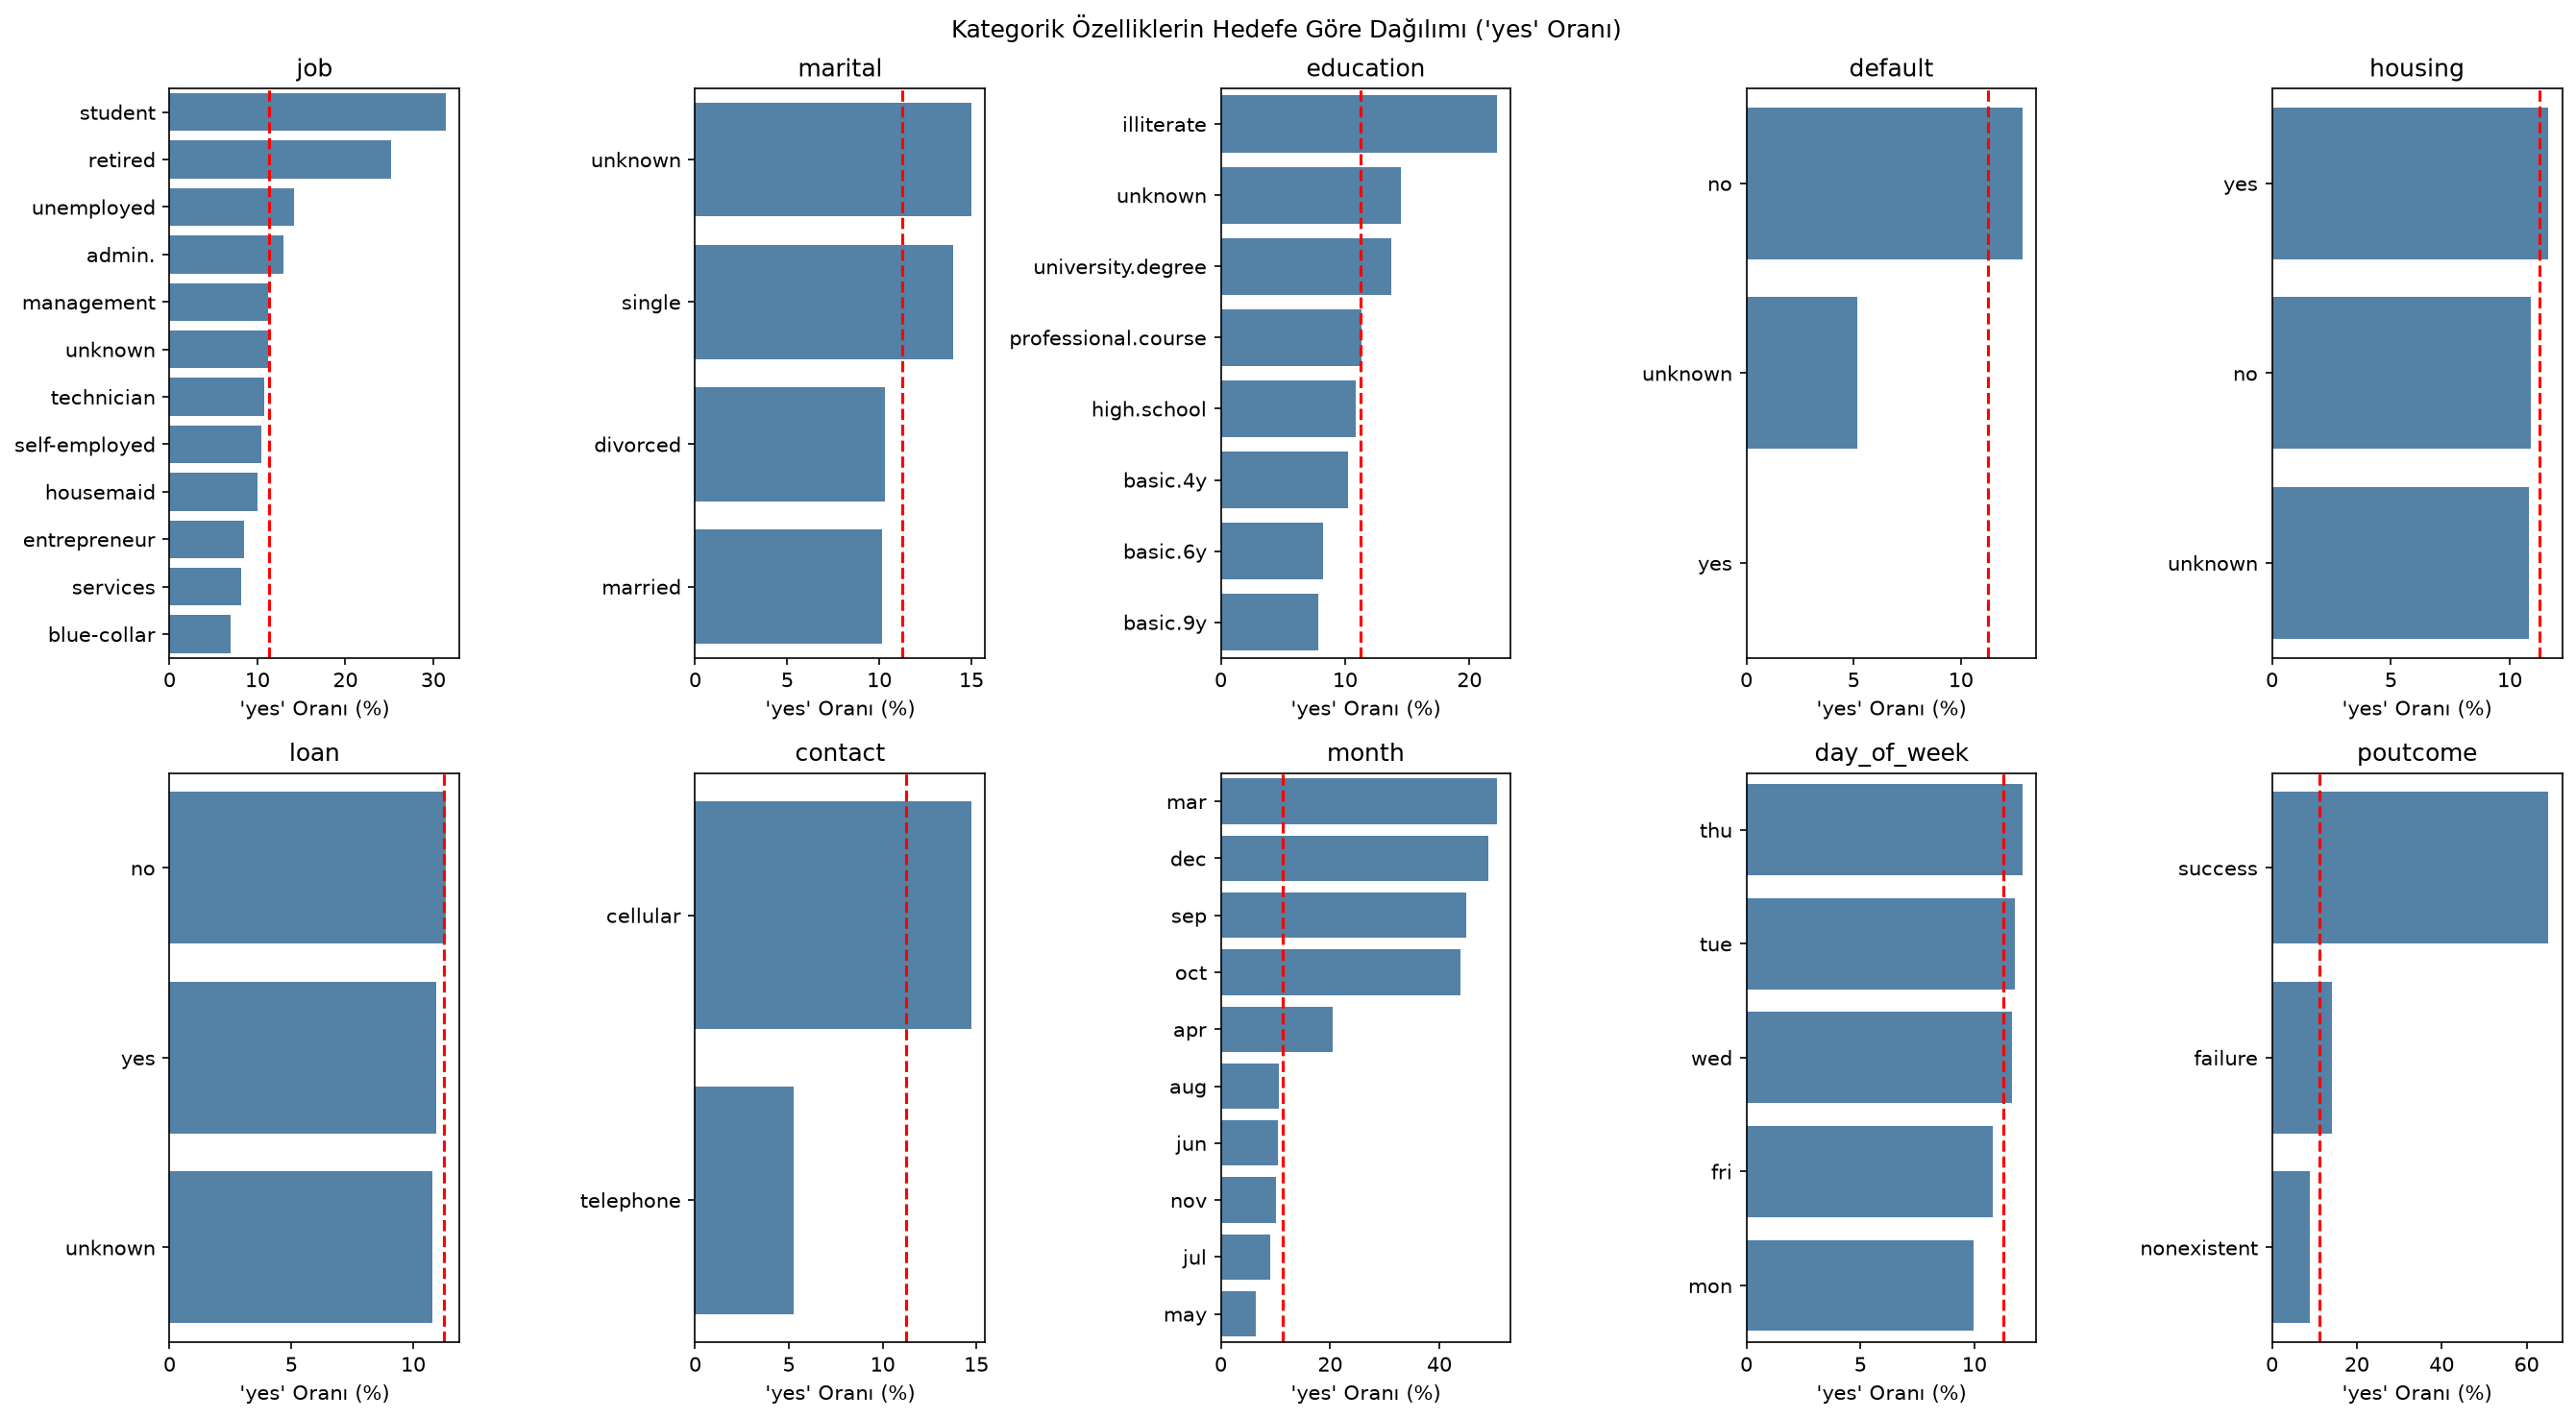 Kategorik Özelliklerin Hedefe Göre Dağılımı ('yes' Oranı)
job
student
retired
unemployed
admin.
management
unknown
technician
self-employed
housemaid
entrepreneur
services
blue-collar
0 10 20 30
'yes' Oranı (%)
marital
unknown
single
divorced
married
0 5 10 15
'yes' Oranı (%)
education
illiterate
unknown
university.degree
professional.course
high.school
basic.4y
basic.6y
basic.9y
0 10 20
'yes' Oranı (%)
default
no
unknown
yes
0 5 10
'yes' Oranı (%)
housing
yes
no
unknown
0 5 10
'yes' Oranı (%)
loan
no
yes
unknown
0 5 10
'yes' Oranı (%)
contact
cellular
telephone
0 5 10 15
'yes' Oranı (%)
month
mar
dec
sep
oct
apr
aug
jun
nov
jul
may
0 20 40
'yes' Oranı (%)
day_of_week
thu
tue
wed
fri
mon
0 5 10
'yes' Oranı (%)
poutcome
success
failure
nonexistent
0 20 40 60
'yes' Oranı (%)